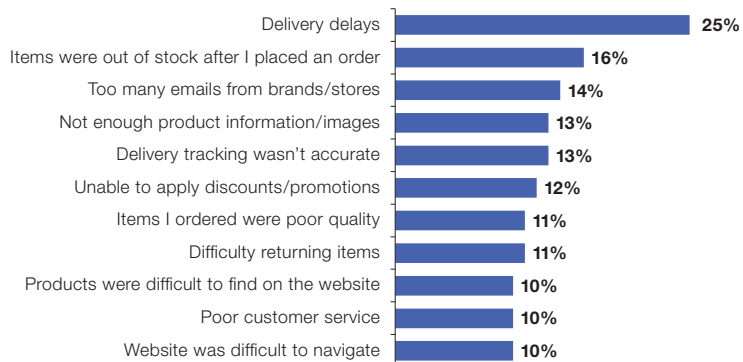 Delivery delays 25%
Items were out of stock after I placed an order 16%
Too many emails from brands/stores 14%
Not enough product information/images 13%
Delivery tracking wasn’t accurate 13%
Unable to apply discounts/promotions 12%
Items I ordered were poor quality 11%
Difficulty returning items 11%
Products were difficult to find on the website 10%
Poor customer service 10%
Website was difficult to navigate 10%